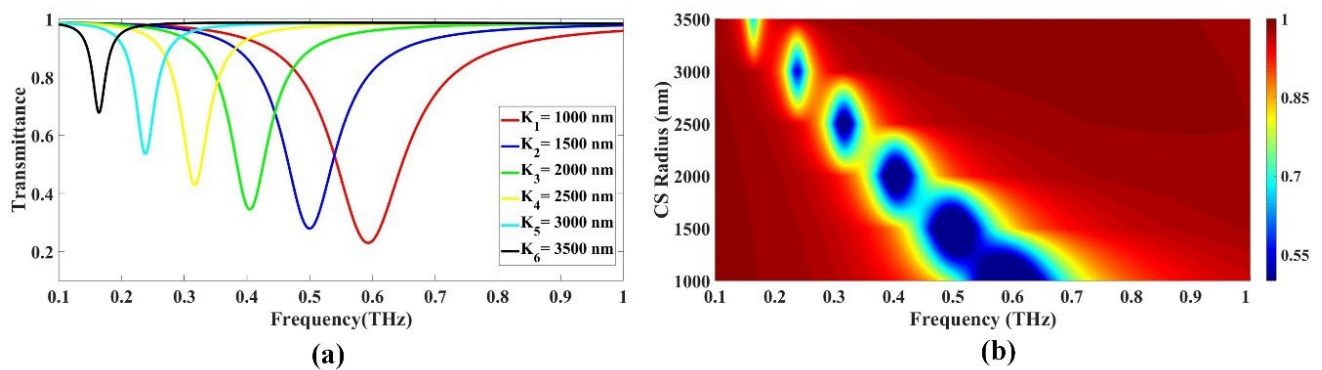 1
0.8
0.6
0.4
0.2
Transmittance
K1= 1000 nm
K2= 1500 nm
K3= 2000 nm
K4= 2500 nm
K5= 3000 nm
K6= 3500 nm
0.1 0.2 0.3 0.4 0.5 0.6 0.7 0.8 0.9 1
Frequency(THz)
(a)
3500
3000
2500
2000
1500
1000
CS Radius (nm)
0.1 0.2 0.3 0.4 0.5 0.6 0.7 0.8 0.9 1
Frequency (THz)
1
0.85
0.7
0.55
(b)